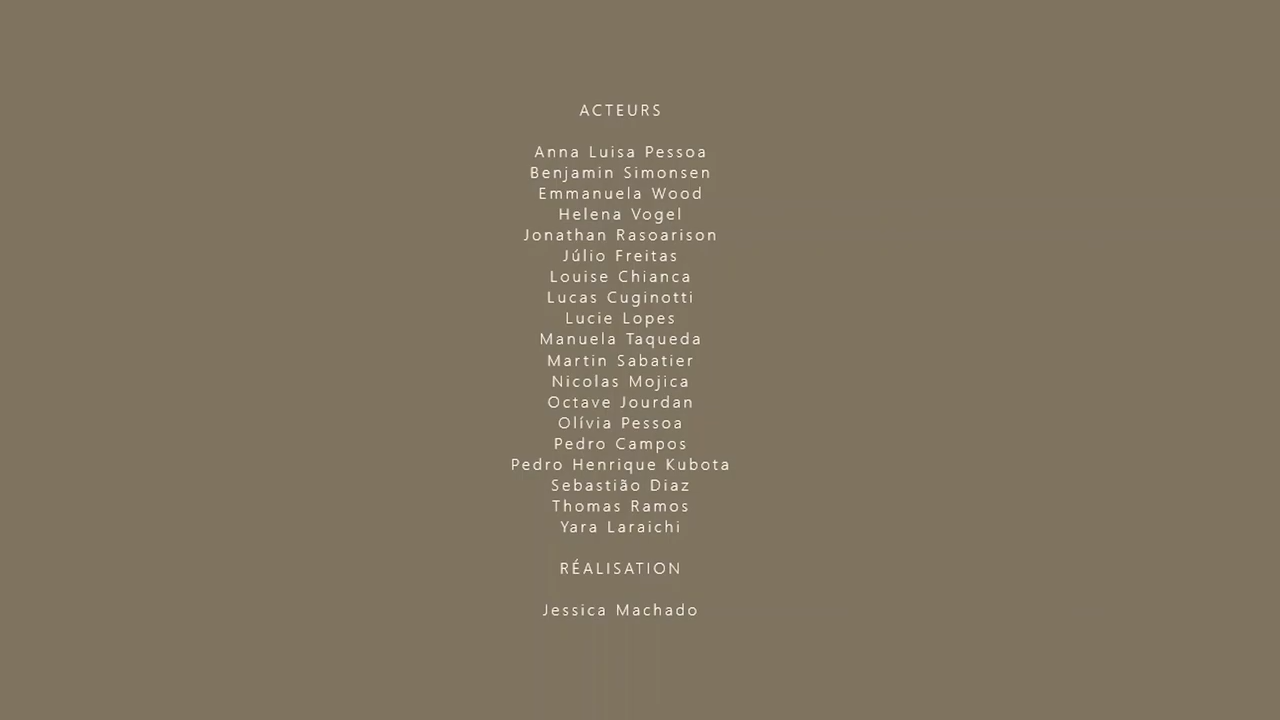 ACTEURS
Anna Luisa Pessoa
Benjamin Simonsen
Emmanuela Wood
Helena Vogel
Jonathan Rasoarison
Júlio Freitas
Louise Chianca
Lucas Cuginotti
Lucie Lopes
Manuela Taqueda
Martin Sabatier
Nicolas Mojica
Octave Jourdan
Olívia Pessoa
Pedro Campos
Pedro Henrique Kubota
Sebastião Diaz
Thomas Ramos
Yara Laraichi
RÉALISATION
Jessica Machado